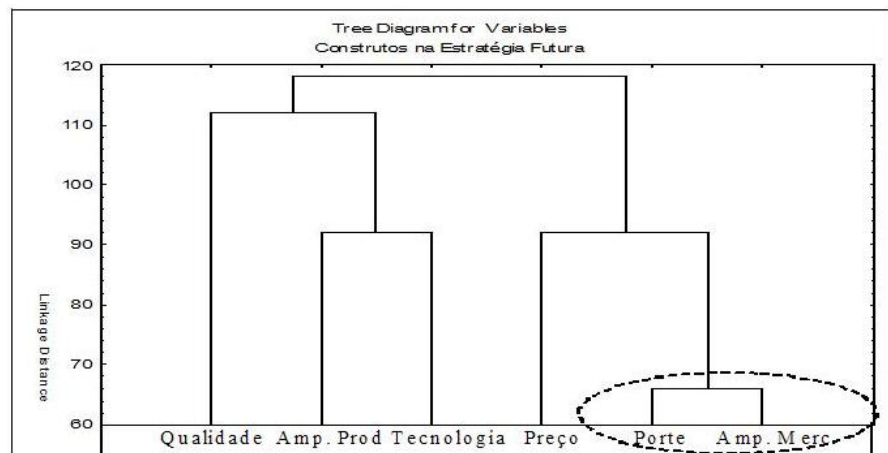 Tree Diagram for Variables
Construtos na Estratégia Futura
120
110
100
90
80
70
60
Linkage Distance
Qualidade Amp. Prod Tecnologia Preço Porte Amp. Merc